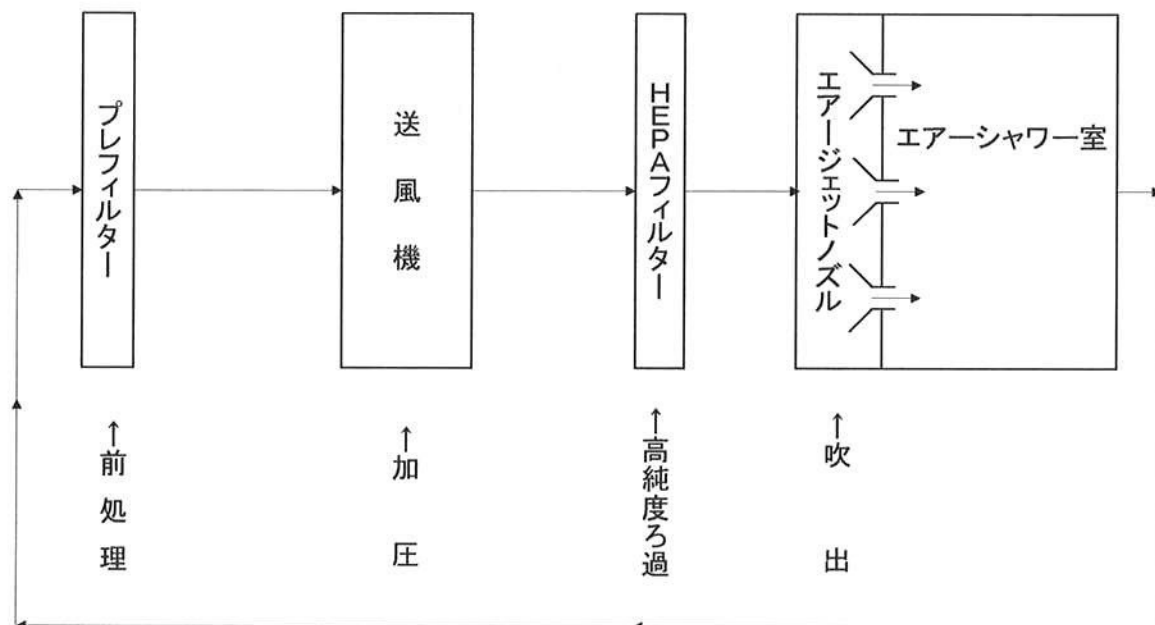 プレフィルター
送風機
HEPAフィルター
エアージェットノズル
エアーシャワー室
↑前処理
↑加圧
↑高純度ろ過
↑吹出